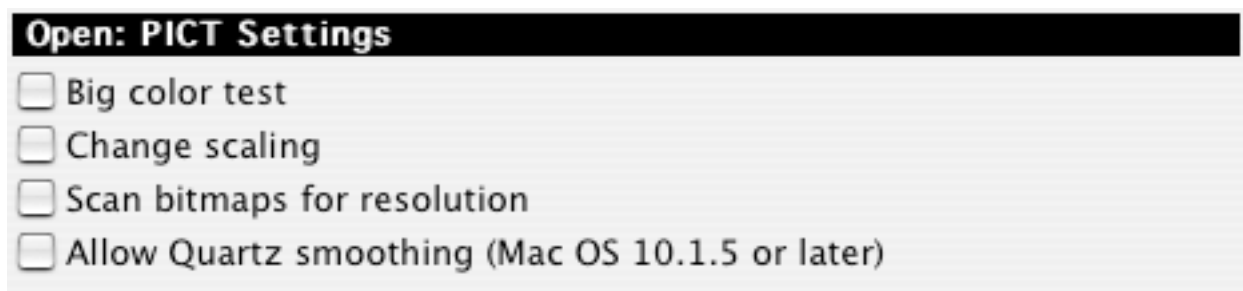 Open: PICT Settings
Big color test
Change scaling
Scan bitmaps for resolution
Allow Quartz smoothing (Mac OS 10.1.5 or later)